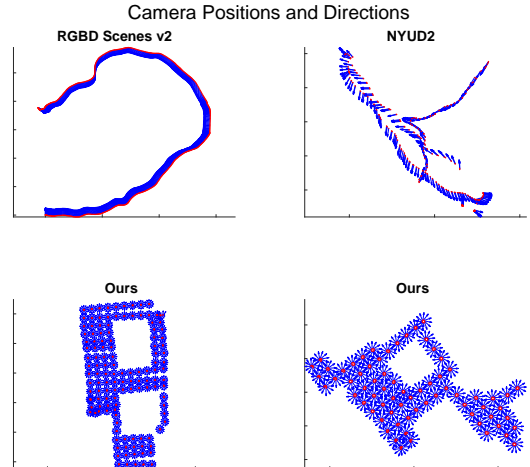 Camera Positions and Directions
RGBD Scenes v2
NYUD2
Ours
Ours